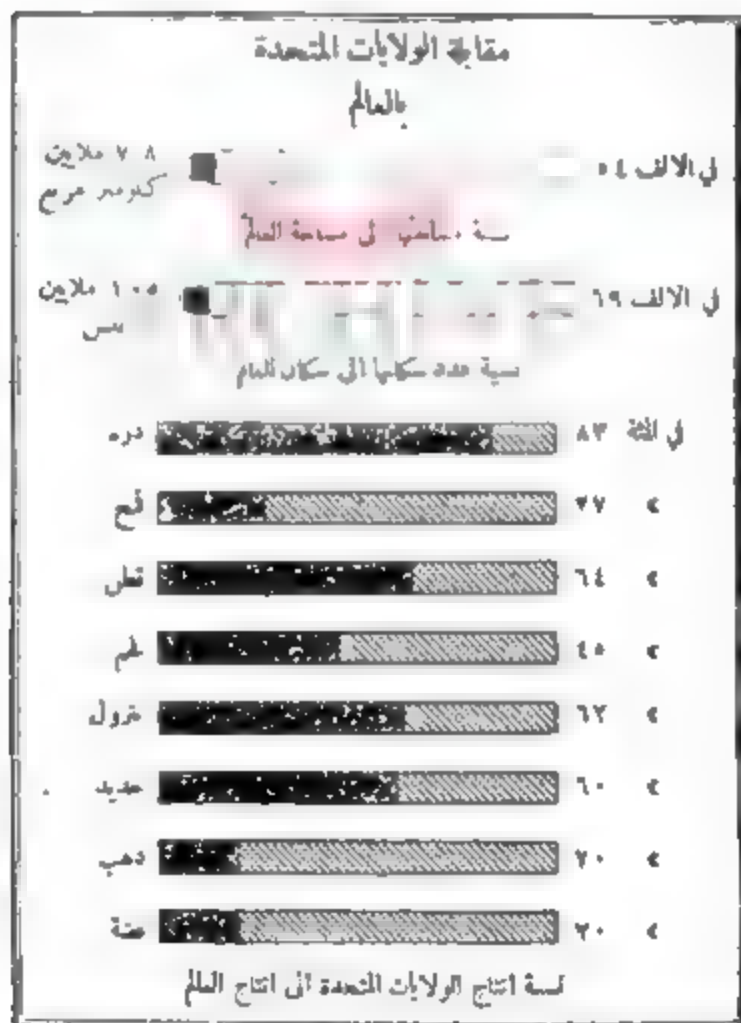 مقابلة الولايات المتحدة
بالعالم
في الالف ٥٤ ٧٫٨ ملايين
كيلومتر مربع
نسبة مساحتها الى مساحة العالم
في الالف ٦٩ ١٠٥ ملايين
نفس
نسبة عدد سكانها الى سكان العالم
في المئة ٨٣ ذره
» ٢٧ قمح
» ٦٤ قطن
» ٤٥ فحم
» ٦٢ بترول
» ٦٠ حديد
» ٢٠ ذهب
» ٢٠ فضة
نسبة انتاج الولايات المتحدة الى انتاج العالم